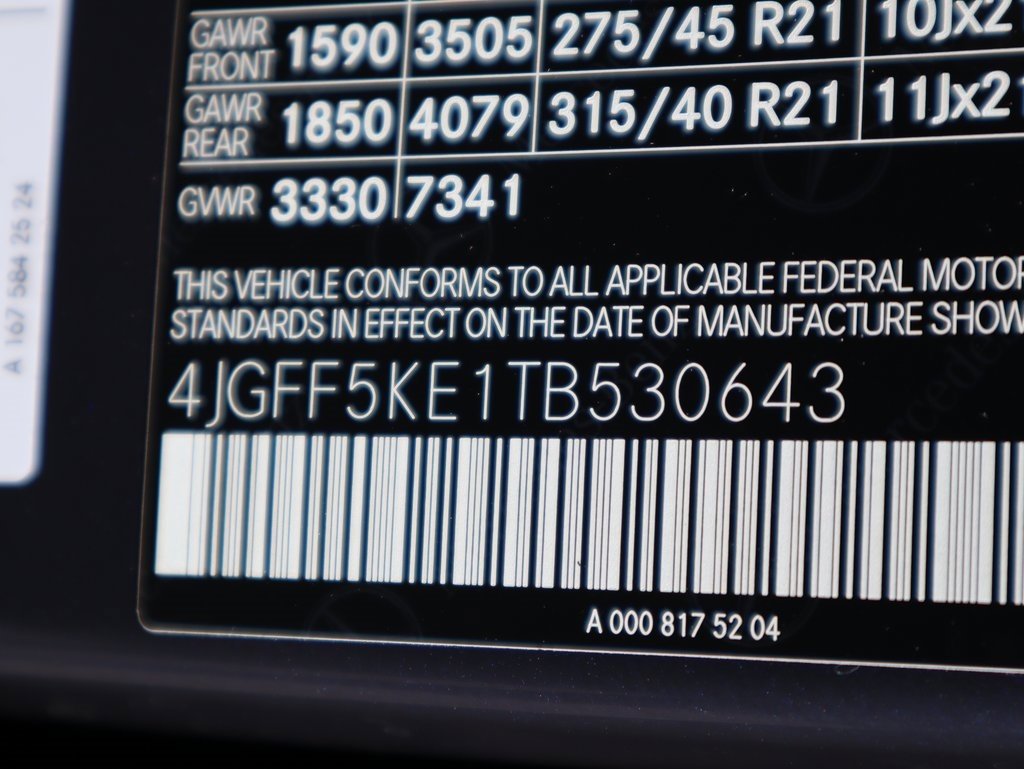 GAWR FRONT 1590 3505 275/45 R21 10Jx2
GAWR REAR 1850 4079 315/40 R21 11Jx2
GVWR 3330 7341
THIS VEHICLE CONFORMS TO ALL APPLICABLE FEDERAL MOTOR
STANDARDS IN EFFECT ON THE DATE OF MANUFACTURE SHOW
4JGFF5KE1TB530643
A 000 817 52 04
A 167 584 25 24